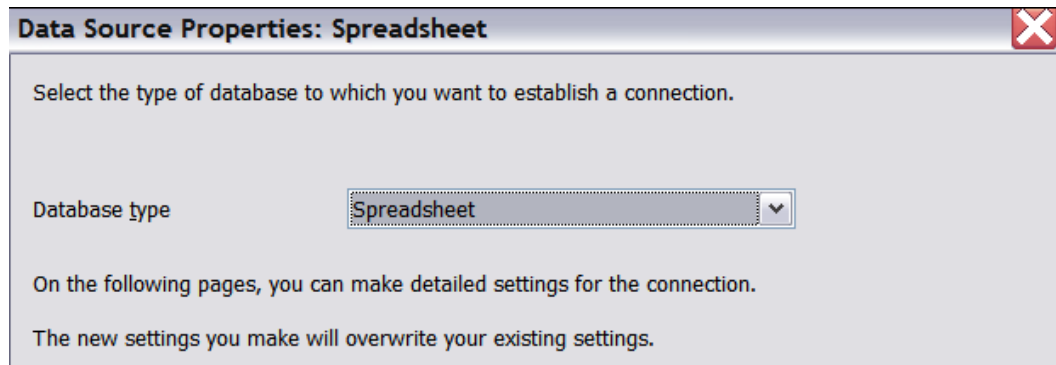 Data Source Properties: Spreadsheet
Select the type of database to which you want to establish a connection.
Database type
Spreadsheet
On the following pages, you can make detailed settings for the connection.
The new settings you make will overwrite your existing settings.